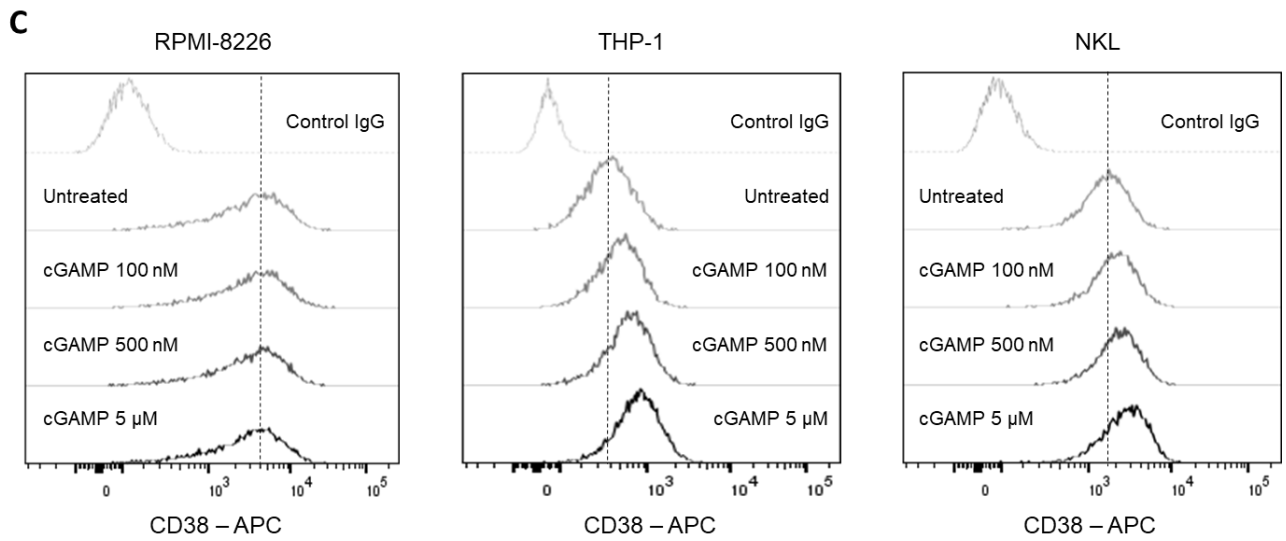 C
RPMI-8226
THP-1
NKL
Control IgG
Untreated
cGAMP 100 nM
cGAMP 500 nM
cGAMP 5 µM
0 10³ 10⁴ 10⁵
CD38 – APC
Control IgG
Untreated
cGAMP 100 nM
cGAMP 500 nM
cGAMP 5 µM
0 10³ 10⁴ 10⁵
CD38 – APC
Control IgG
Untreated
cGAMP 100 nM
cGAMP 500 nM
cGAMP 5 µM
0 10³ 10⁴ 10⁵
CD38 – APC